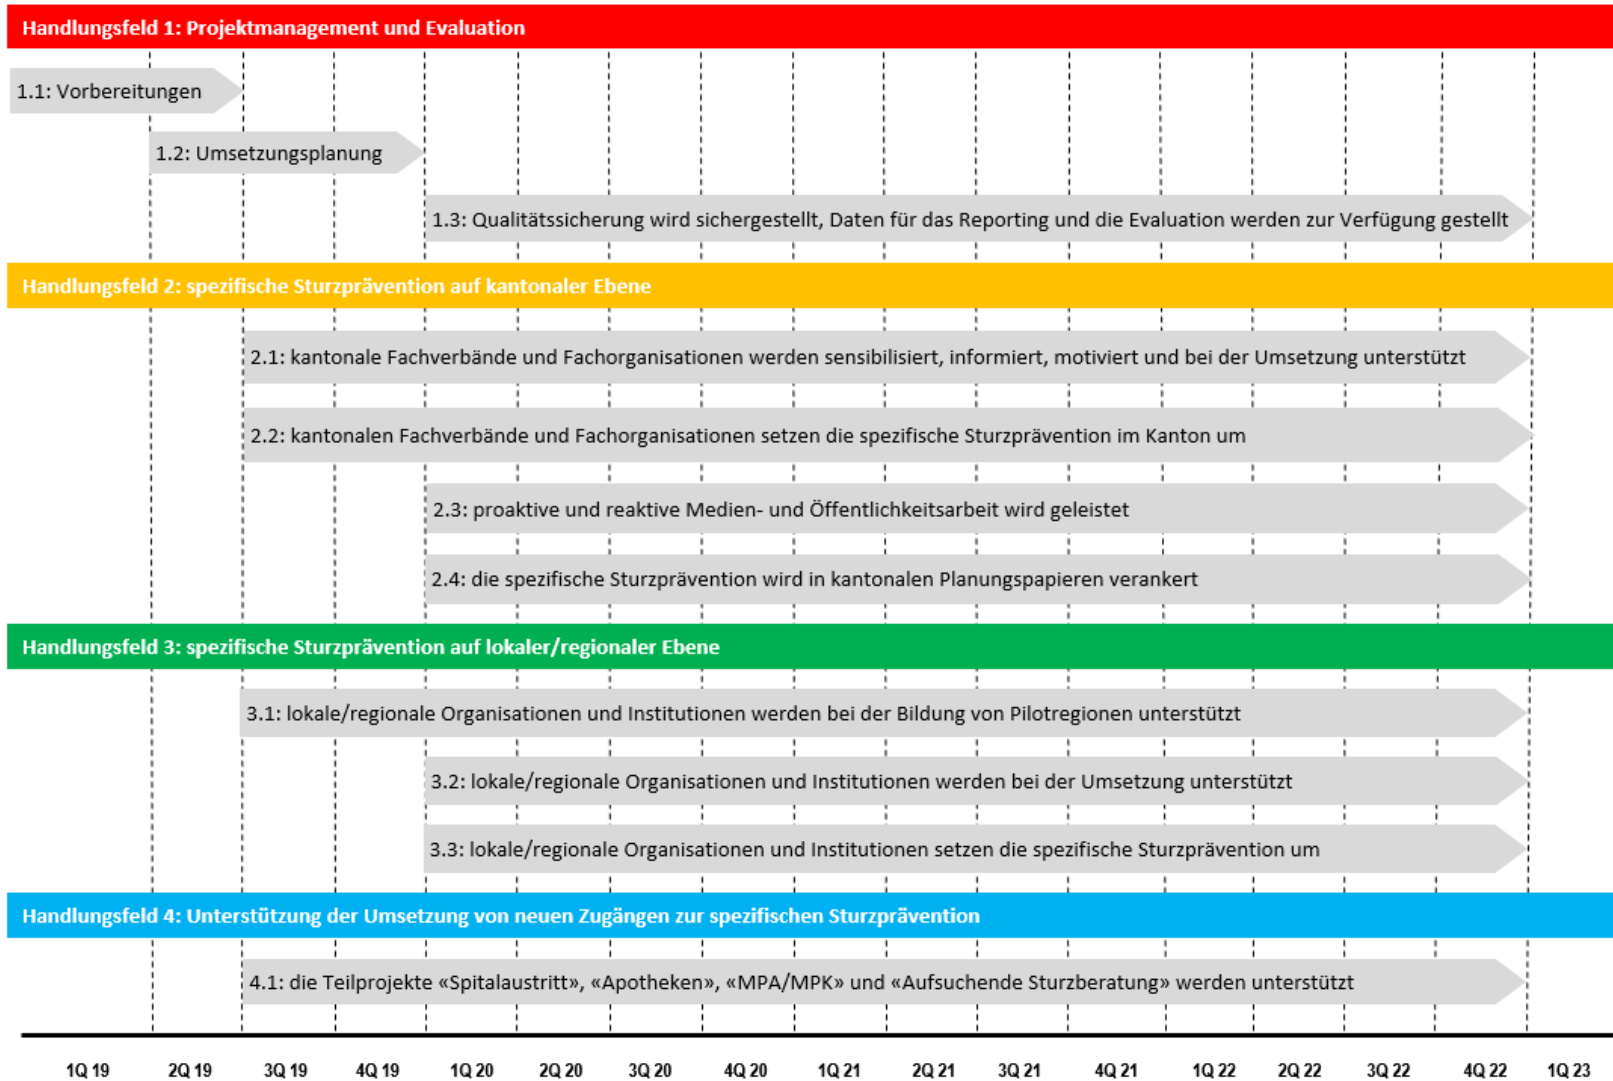 Handlungsfeld 1: Projektmanagement und Evaluation
1.1: Vorbereitungen
1.2: Umsetzungsplanung
1.3: Qualitätssicherung wird sichergestellt, Daten für das Reporting und die Evaluation werden zur Verfügung gestellt
Handlungsfeld 2: spezifische Sturzprävention auf kantonaler Ebene
2.1: kantonale Fachverbände und Fachorganisationen werden sensibilisiert, informiert, motiviert und bei der Umsetzung unterstützt
2.2: kantonalen Fachverbände und Fachorganisationen setzen die spezifische Sturzprävention im Kanton um
2.3: proaktive und reaktive Medien- und Öffentlichkeitsarbeit wird geleistet
2.4: die spezifische Sturzprävention wird in kantonalen Planungspapieren verankert
Handlungsfeld 3: spezifische Sturzprävention auf lokaler/regionaler Ebene
3.1: lokale/regionale Organisationen und Institutionen werden bei der Bildung von Pilotregionen unterstützt
3.2: lokale/regionale Organisationen und Institutionen werden bei der Umsetzung unterstützt
3.3: lokale/regionale Organisationen und Institutionen setzen die spezifische Sturzprävention um
Handlungsfeld 4: Unterstützung der Umsetzung von neuen Zugängen zur spezifischen Sturzprävention
4.1: die Teilprojekte «Spitalaustritt», «Apotheken», «MPA/MPK» und «Aufsuchende Sturzberatung» werden unterstützt
1Q 19 2Q 19 3Q 19 4Q 19 1Q 20 2Q 20 3Q 20 4Q 20 1Q 21 2Q 21 3Q 21 4Q 21 1Q 22 2Q 22 3Q 22 4Q 22 1Q 23